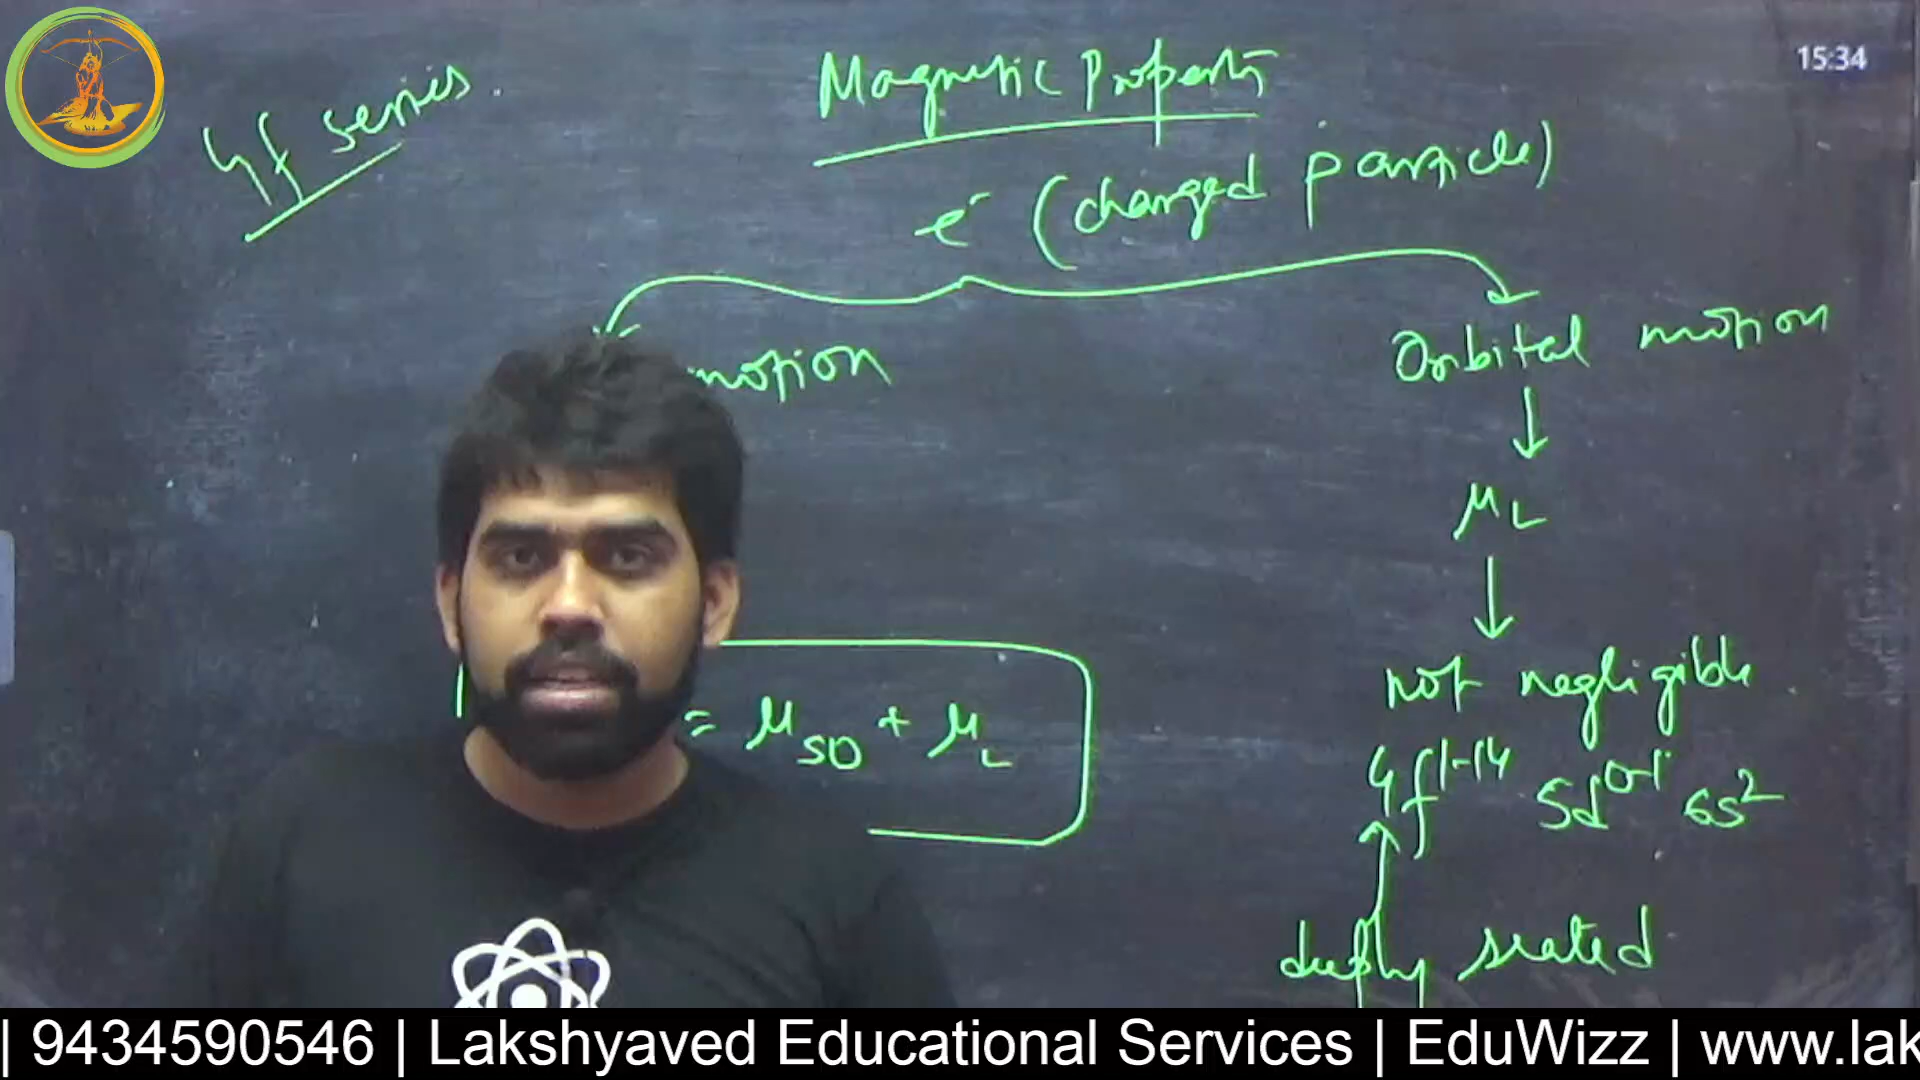 15:34
4f series
Magnetic Property
e⁻ (charged particle)
motion
Orbital motion
μL
not negligible
= μSO + μL
4f¹⁻¹⁴ 5d⁰⁻¹ 6s²
deeply seated
| 9434590546 | Lakshyaved Educational Services | EduWizz | www.lak